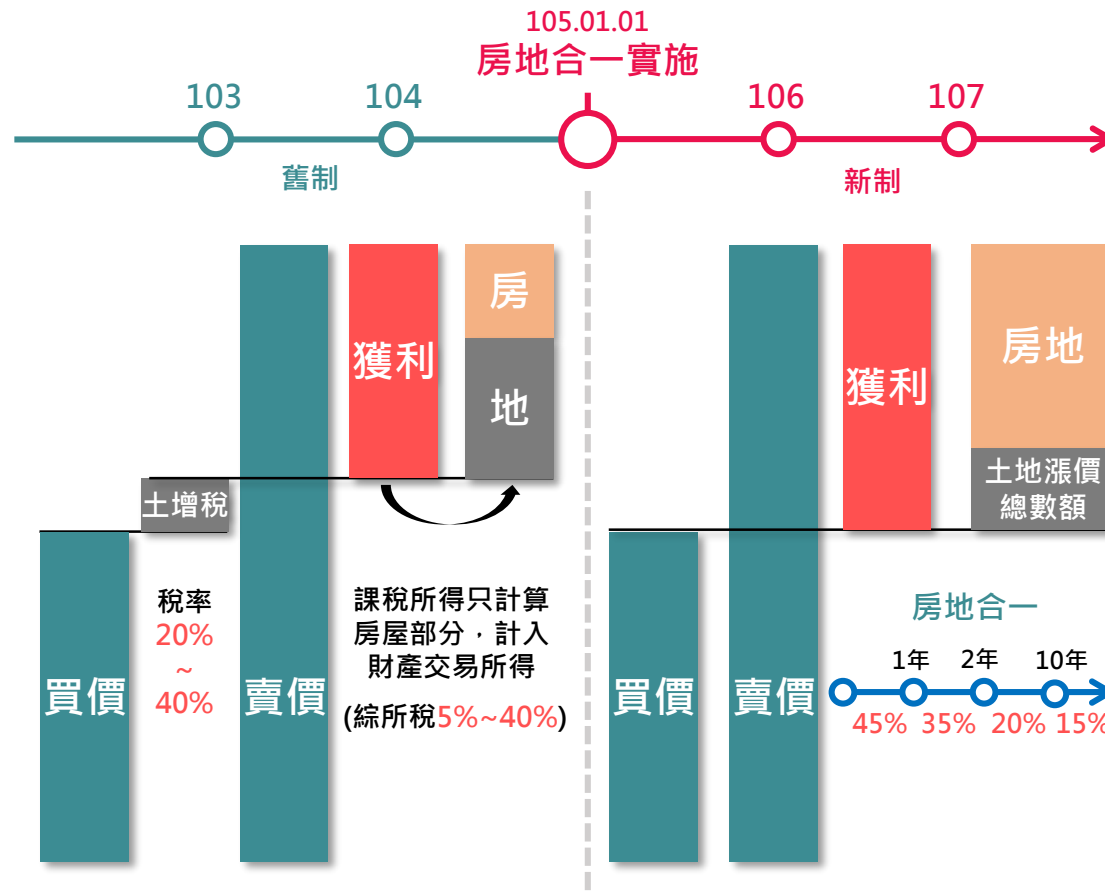 105.01.01
房地合一實施
103
104
106
107
舊制
新制
獲利
房
地
土增稅
買價
稅率
20%
~
40%
賣價
課稅所得只計算
房屋部分，計入
財產交易所得
(綜所稅5%~40%)
獲利
房地
土地漲價
總數額
買價
賣價
房地合一
1年
2年
10年
45%
35%
20%
15%